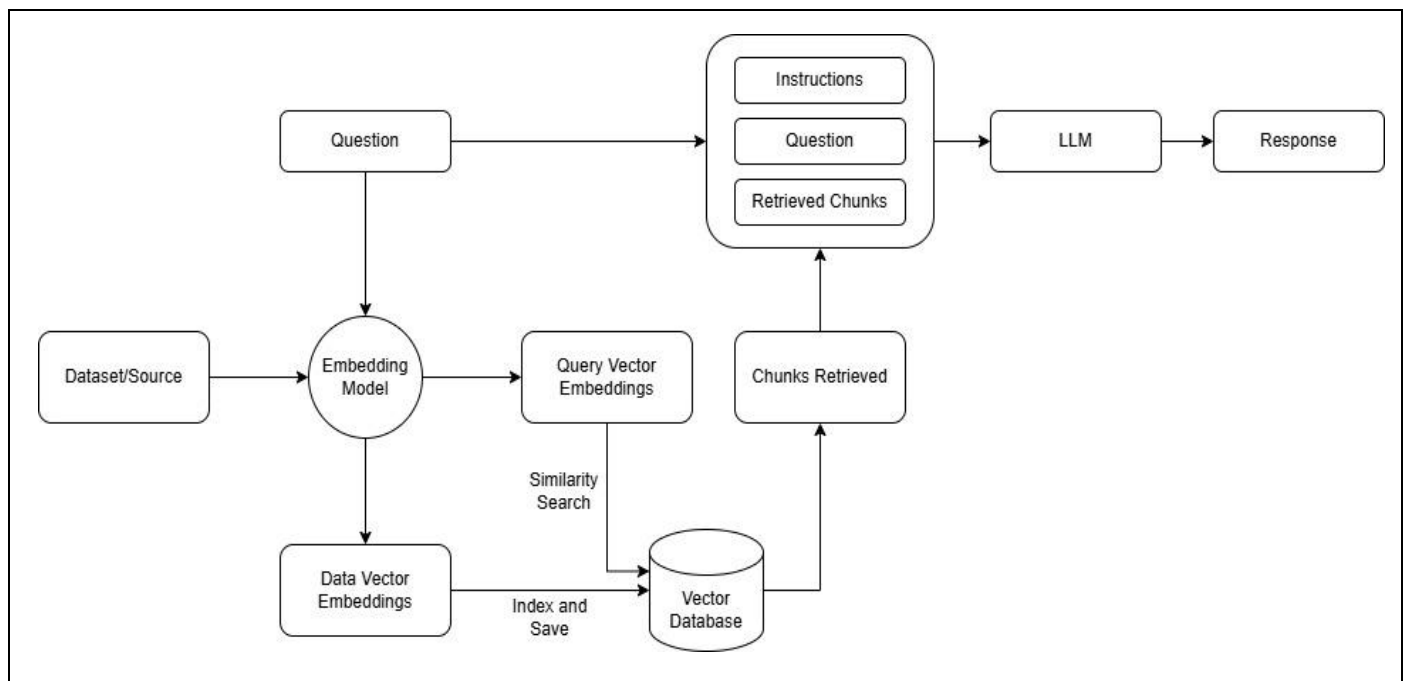 Instructions
Question
Question
LLM
Response
Retrieved Chunks
Dataset/Source
Embedding
Model
Query Vector
Embeddings
Chunks Retrieved
Similarity
Search
Data Vector
Embeddings
Index and
Save
Vector
Database